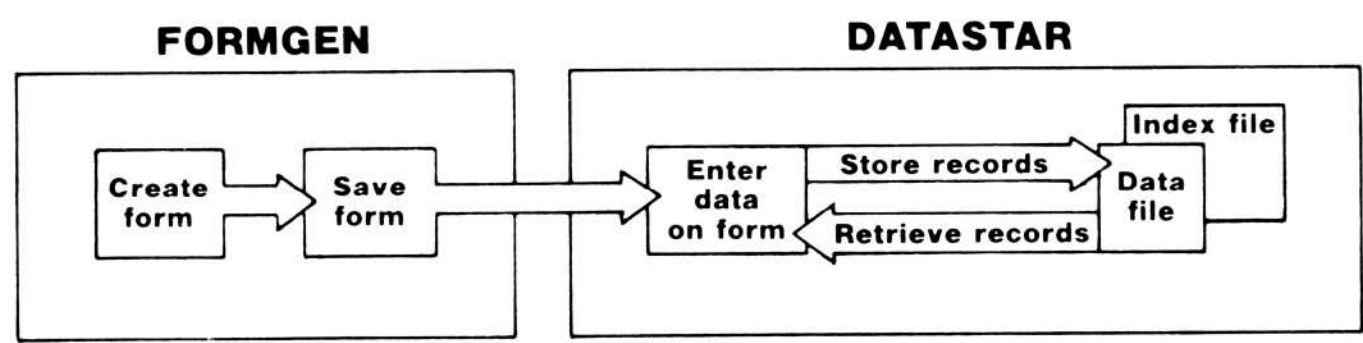 FORMGEN
DATASTAR
Create
form
Save
form
Enter
data
on form
Store records
Retrieve records
Index file
Data
file